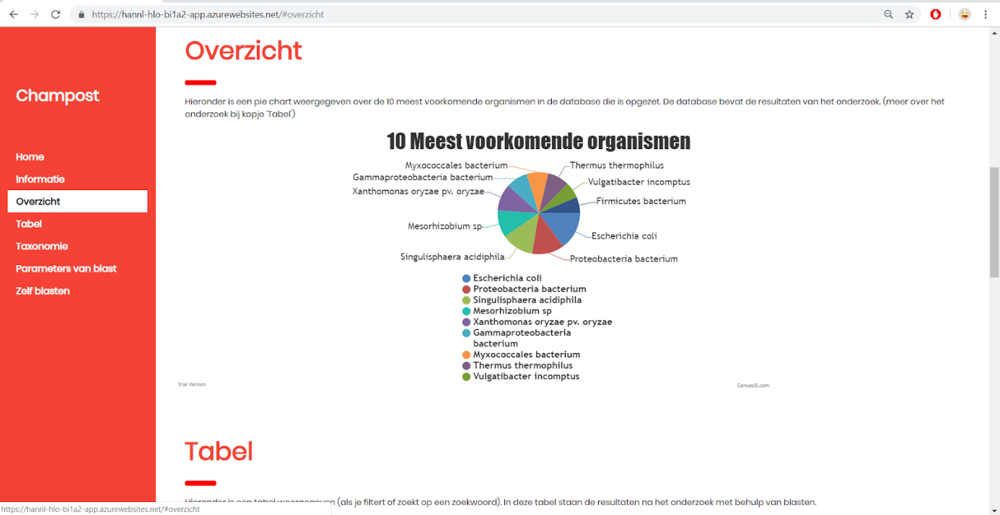 https://hannl-hlo-bi1a2-app.azurewebsites.net/#overzicht
Champost
Home
Informatie
Overzicht
Tabel
Taxonomie
Parameters van blast
Zelf blasten
Overzicht
Hieronder is een pie chart weergegeven over de 10 meest voorkomende organismen in de database die is opgezet. De database bevat de resultaten van het onderzoek. (meer over het
onderzoek bij kopje 'Tabel')
10 Meest voorkomende organismen
Myxococcales bacterium
Thermus thermophilus
Gammaproteobacteria bacterium
Vulgatibacter incomptus
Xanthomonas oryzae pv. oryzae
Firmicutes bacterium
Mesorhizobium sp
Escherichia coli
Singulisphaera acidiphila
Proteobacteria bacterium
Escherichia coli
Proteobacteria bacterium
Singulisphaera acidiphila
Mesorhizobium sp
Xanthomonas oryzae pv. oryzae
Gammaproteobacteria
bacterium
Myxococcales bacterium
Thermus thermophilus
Vulgatibacter incomptus
Trial Version
CanvasJS.com
Tabel
Hieronder is een tabel weergegeven (als je filtert of zoekt op een zoekwoord). In deze tabel staan de resultaten na het onderzoek met behulp van blasten.
https://hannl-hlo-bi1a2-app.azurewebsites.net/#overzicht